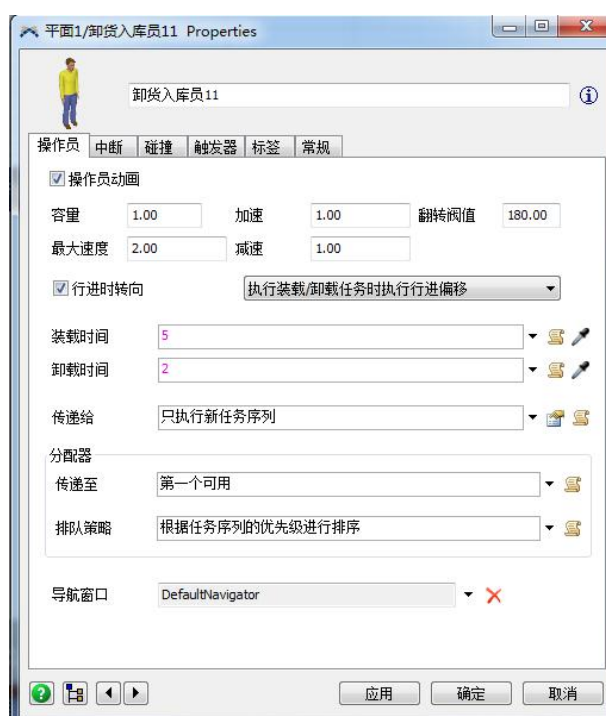 平面1/卸货入库员11 Properties
卸货入库员11
操作员 中断 碰撞 触发器 标签 常规
操作员动画
容量 1.00 加速 1.00 翻转阀值 180.00
最大速度 2.00 减速 1.00
行进时转向 执行装载/卸载任务时执行行进偏移
装载时间 5
卸载时间 2
传递给 只执行新任务序列
分配器
传递至 第一个可用
排队策略 根据任务序列的优先级进行排序
导航窗口 DefaultNavigator
应用 确定 取消